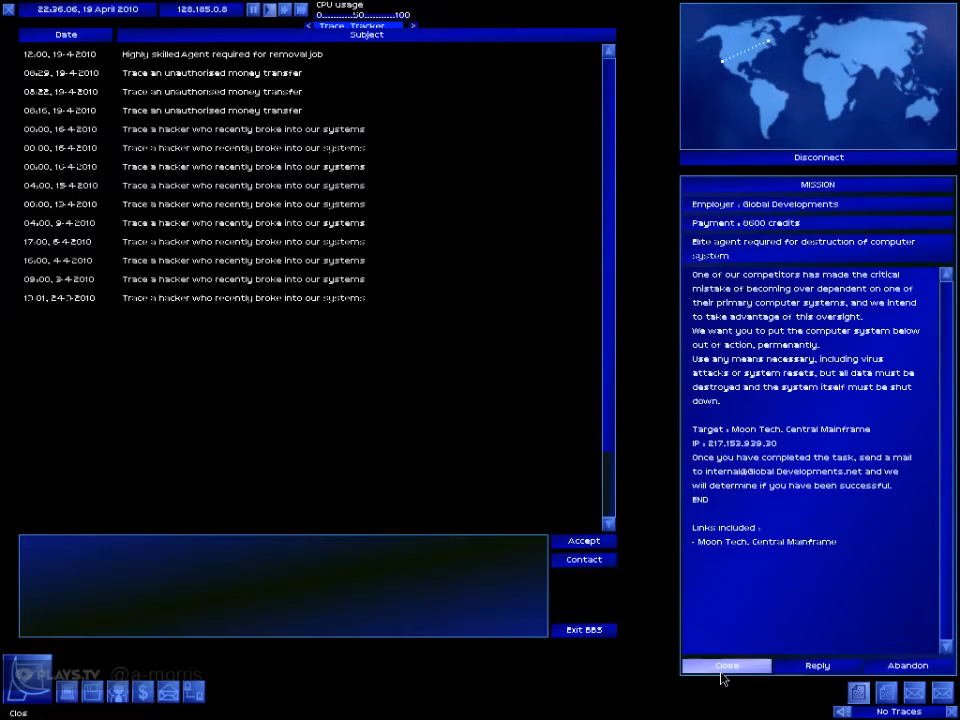 22:36.06, 19 April 2010
128.185.0.8
CPU usage
0.........50.........100
< Trace Tracker >
Date Subject
12:00, 19-4-2010 Highly skilled Agent required for removal job
08:29, 19-4-2010 Trace an unauthorised money transfer
08:22, 19-4-2010 Trace an unauthorised money transfer
08:16, 19-4-2010 Trace an unauthorised money transfer
00:00, 16-4-2010 Trace a hacker who recently broke into our systems
00:00, 16-4-2010 Trace a hacker who recently broke into our systems
00:00, 16-4-2010 Trace a hacker who recently broke into our systems
04:00, 15-4-2010 Trace a hacker who recently broke into our systems
00:00, 13-4-2010 Trace a hacker who recently broke into our systems
04:00, 9-4-2010 Trace a hacker who recently broke into our systems
17:00, 6-4-2010 Trace a hacker who recently broke into our systems
16:00, 4-4-2010 Trace a hacker who recently broke into our systems
09:00, 3-4-2010 Trace a hacker who recently broke into our systems
Trace a hacker who recently broke into our systems
Accept
Contact
Exit BBS
Disconnect
MISSION
Employer : Global Developments
Payment : 8600 credits
Elite agent required for destruction of computer
system
One of our competitors has made the critical
mistake of becoming over dependent on one of
their primary computer systems, and we intend
to take advantage of this oversight.
We want you to put the computer system below
out of action, permenantly.
Use any means necessary, including virus
attacks or system resets, but all data must be
destroyed and the system itself must be shut
down.
Target : Moon Tech. Central Mainframe
IP : 217.153.939.30
Once you have completed the task, send a mail
to internal@Global Developments.net and we
will determine if you have been successful.
END
Links included :
- Moon Tech. Central Mainframe
Close Reply Abandon
PLAYS.TV @a-morris
No Traces
Clos